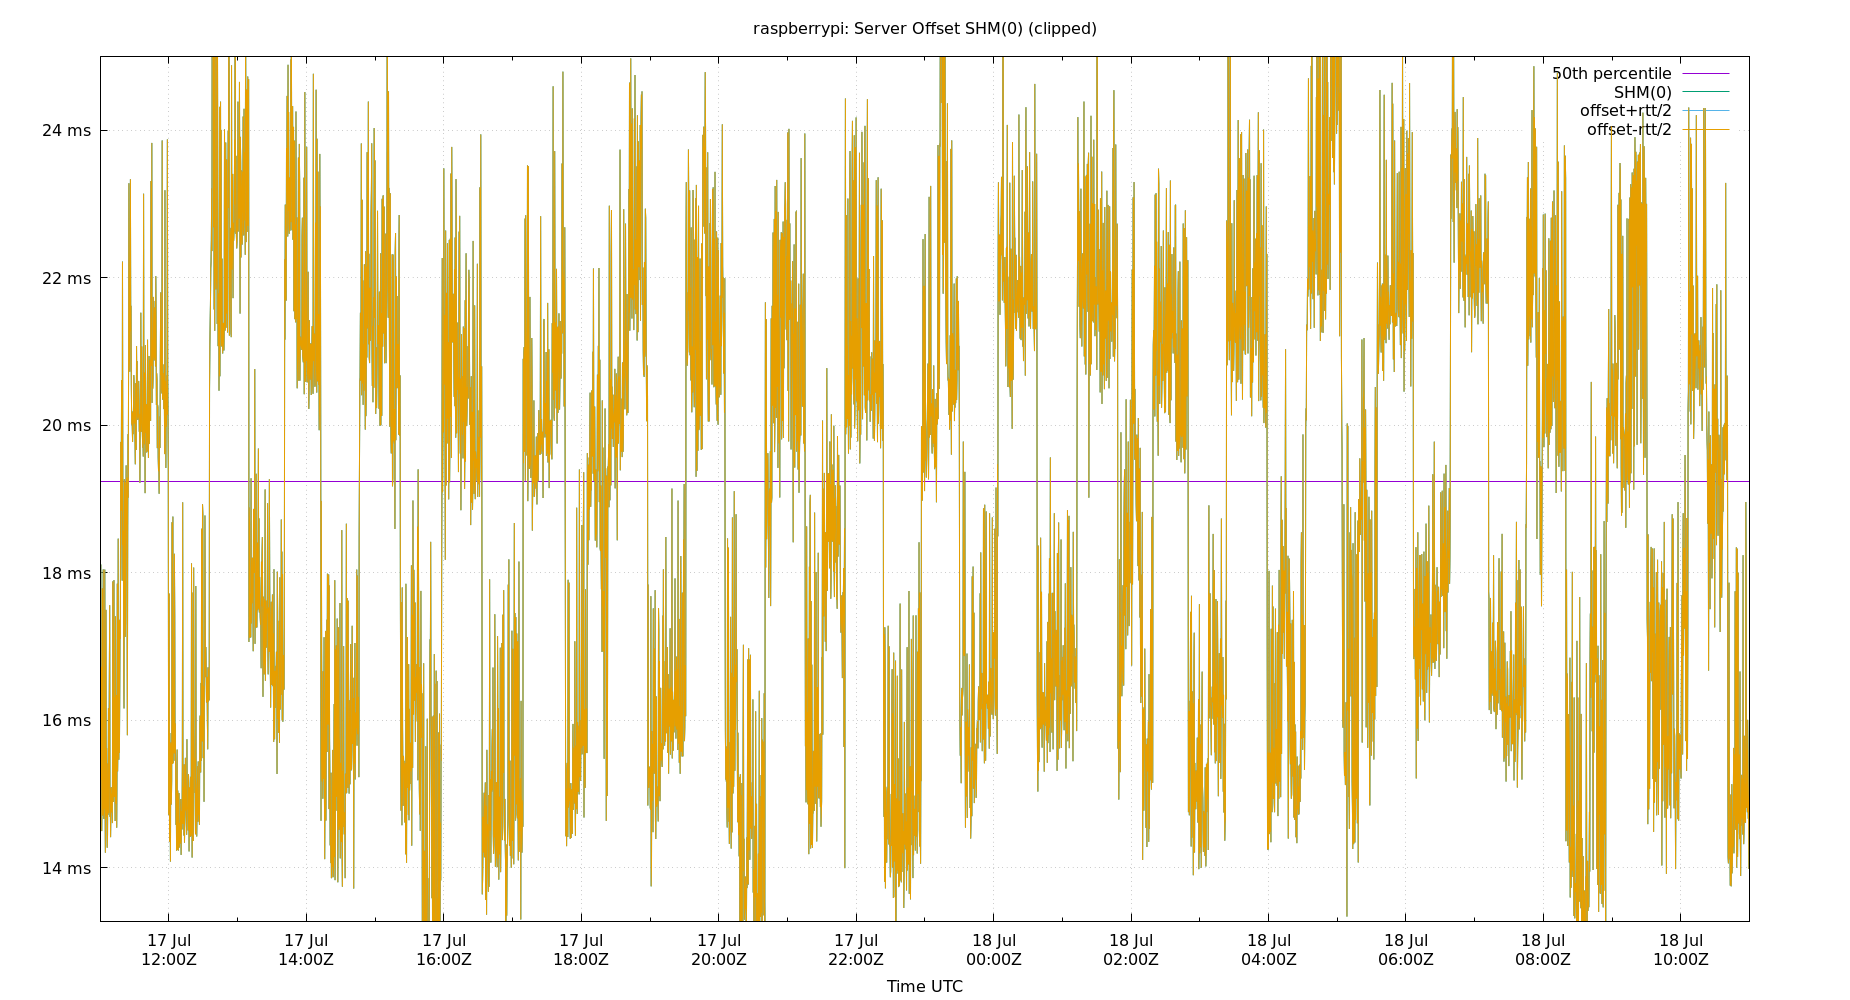 raspberrypi: Server Offset SHM(0) (clipped)
50th percentile
SHM(0)
offset+rtt/2
offset-rtt/2
24 ms
22 ms
20 ms
18 ms
16 ms
14 ms
17 Jul 17 Jul 17 Jul 17 Jul 17 Jul 17 Jul 18 Jul 18 Jul 18 Jul 18 Jul 18 Jul 18 Jul
12:00Z 14:00Z 16:00Z 18:00Z 20:00Z 22:00Z 00:00Z 02:00Z 04:00Z 06:00Z 08:00Z 10:00Z
Time UTC